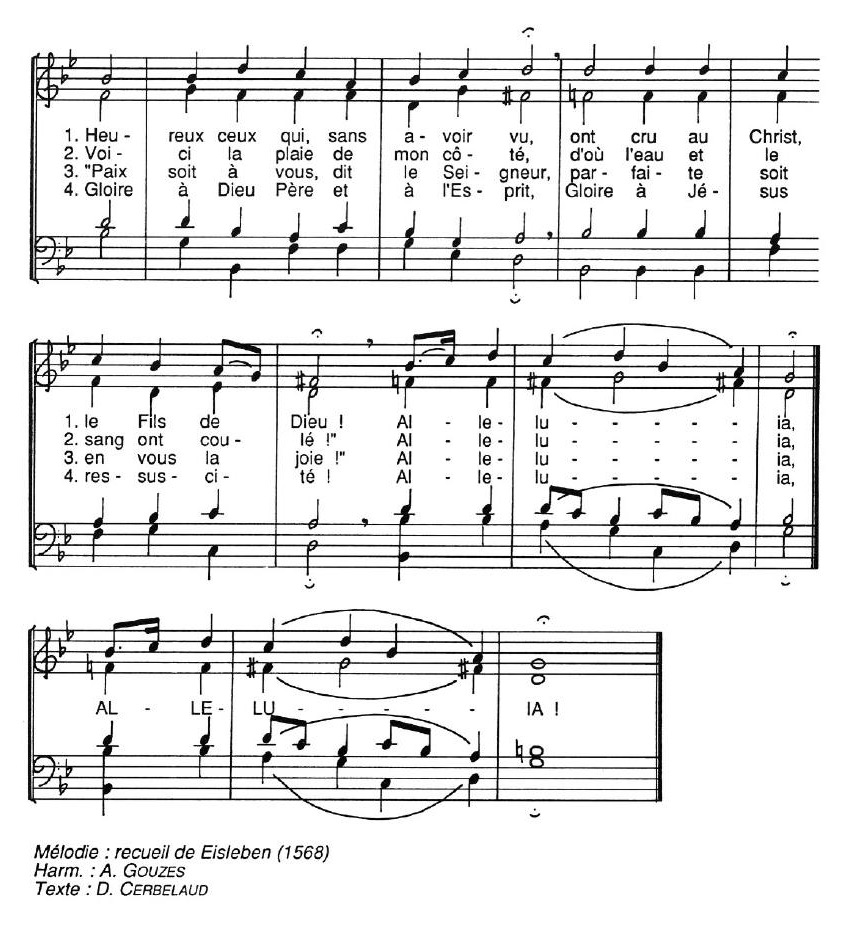 1. Heu - reux ceux qui, sans a - voir vu, ont cru au Christ,
2. Voi - ci la plaie de mon cô - té, d'où l'eau et le
3. "Paix soit à vous, dit le Sei - gneur, par - fai - te soit
4. Gloire à Dieu Père et à l'Es - prit, Gloire à Jé - sus
1. le Fils de Dieu ! Al - le - lu - - - - - ia,
2. sang ont cou - lé !" Al - le - lu - - - - - ia,
3. en vous la joie !" Al - le - lu - - - - - ia,
4. res - sus - ci - té ! Al - le - lu - - - - - ia,
AL - LE - LU - - - - - IA !
Mélodie : recueil de Eisleben (1568)
Harm. : A. GOUZES
Texte : D. CERBELAUD